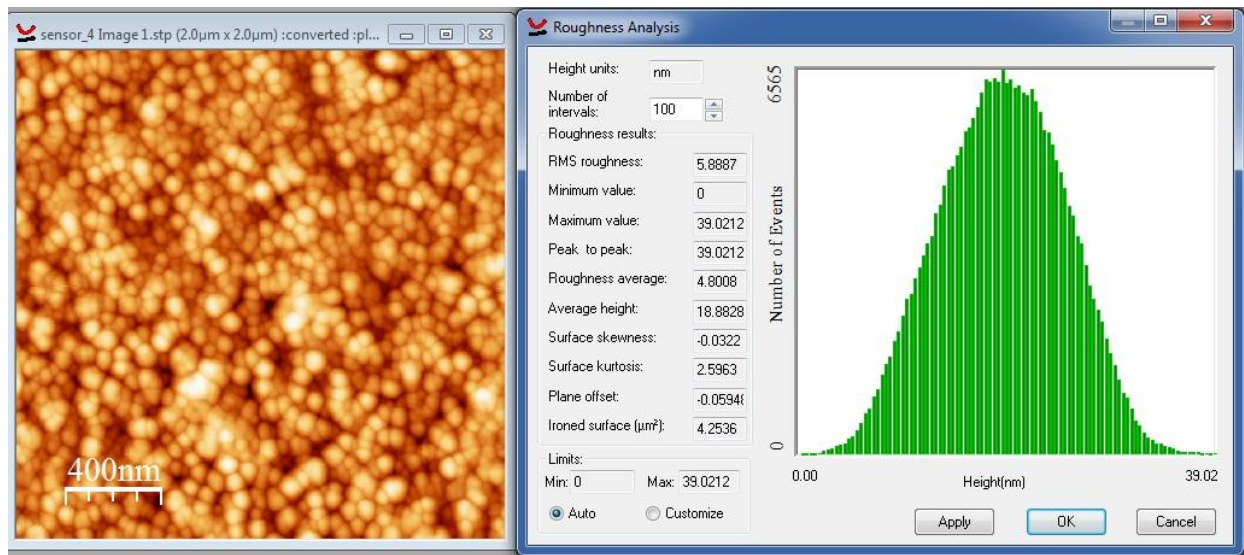 sensor_4 Image 1.stp (2.0µm x 2.0µm) :converted :pl...
400nm
Roughness Analysis
Height units: nm
Number of
intervals: 100
Roughness results:
RMS roughness: 5.8887
Minimum value: 0
Maximum value: 39.0212
Peak to peak: 39.0212
Roughness average: 4.8008
Average height: 18.8828
Surface skewness: -0.0322
Surface kurtosis: 2.5963
Plane offset: -0.0594
Ironed surface (µm²): 4.2536
Limits:
Min: 0 Max: 39.0212
Auto Customize
6565
Number of Events
0
0.00 Height(nm) 39.02
Apply OK Cancel